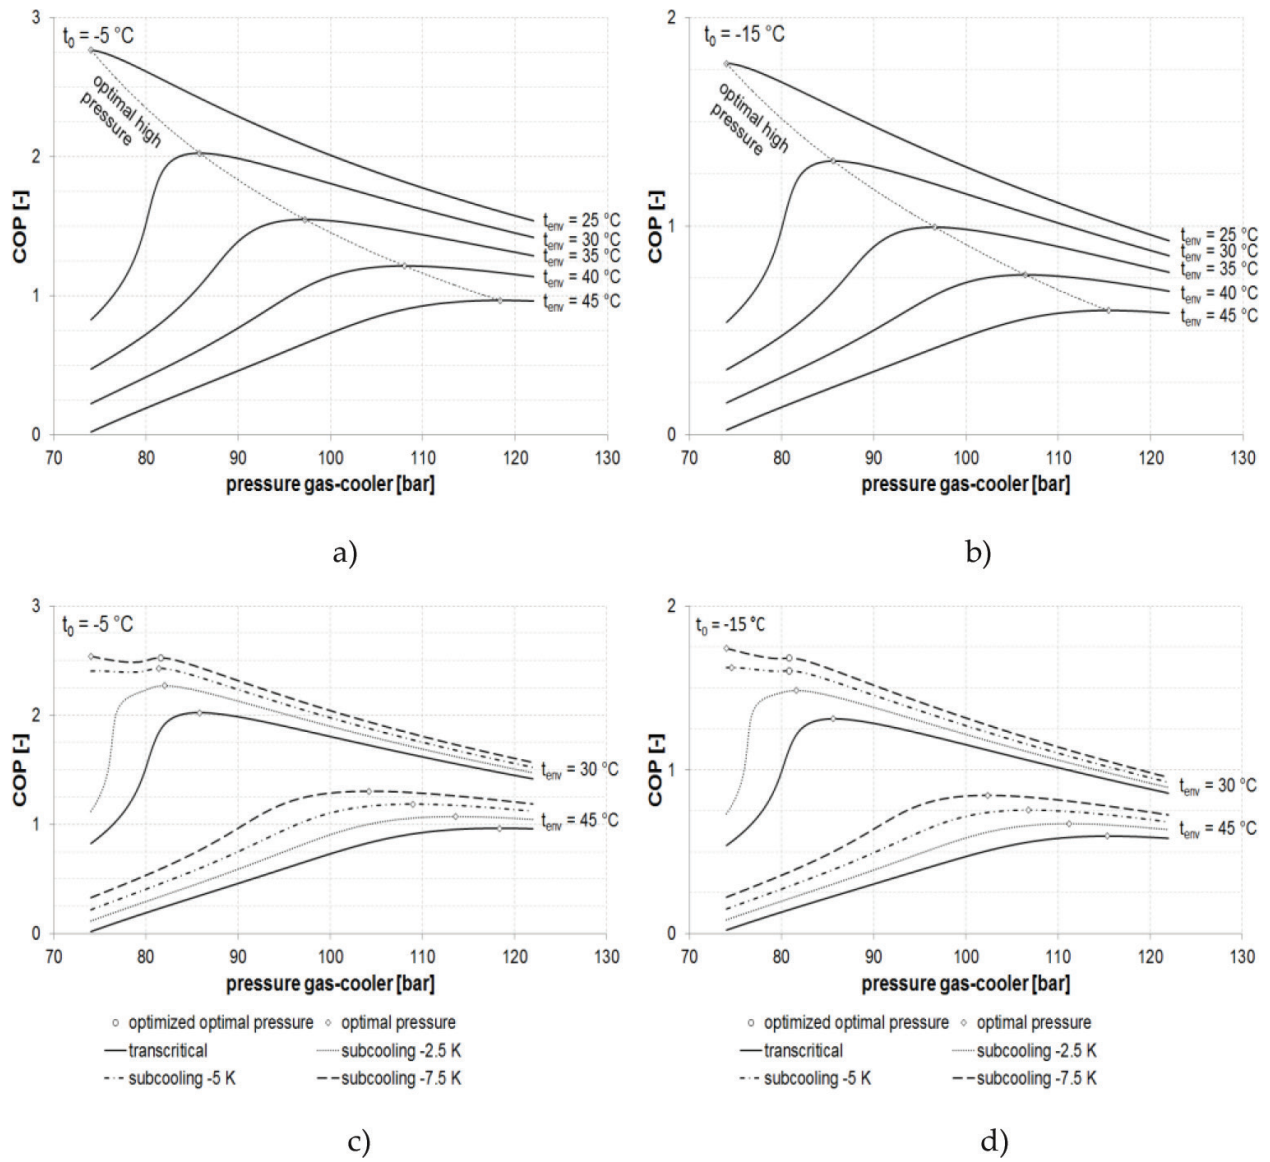 3
t0 = -5 °C
optimal high
pressure
2
COP [-]
1
0
tenv = 25 °C
tenv = 30 °C
tenv = 35 °C
tenv = 40 °C
tenv = 45 °C
70 80 90 100 110 120 130
pressure gas-cooler [bar]
a)
2
t0 = -15 °C
optimal high
pressure
COP [-]
1
0
tenv = 25 °C
tenv = 30 °C
tenv = 35 °C
tenv = 40 °C
tenv = 45 °C
70 80 90 100 110 120 130
pressure gas-cooler [bar]
b)
3
t0 = -5 °C
2
COP [-]
1
0
tenv = 30 °C
tenv = 45 °C
70 80 90 100 110 120 130
pressure gas-cooler [bar]
optimized optimal pressure optimal pressure
transcritical subcooling -2.5 K
subcooling -5 K subcooling -7.5 K
c)
2
t0 = -15 °C
COP [-]
1
0
tenv = 30 °C
tenv = 45 °C
70 80 90 100 110 120 130
pressure gas-cooler [bar]
optimized optimal pressure optimal pressure
transcritical subcooling -2.5 K
subcooling -5 K subcooling -7.5 K
d)